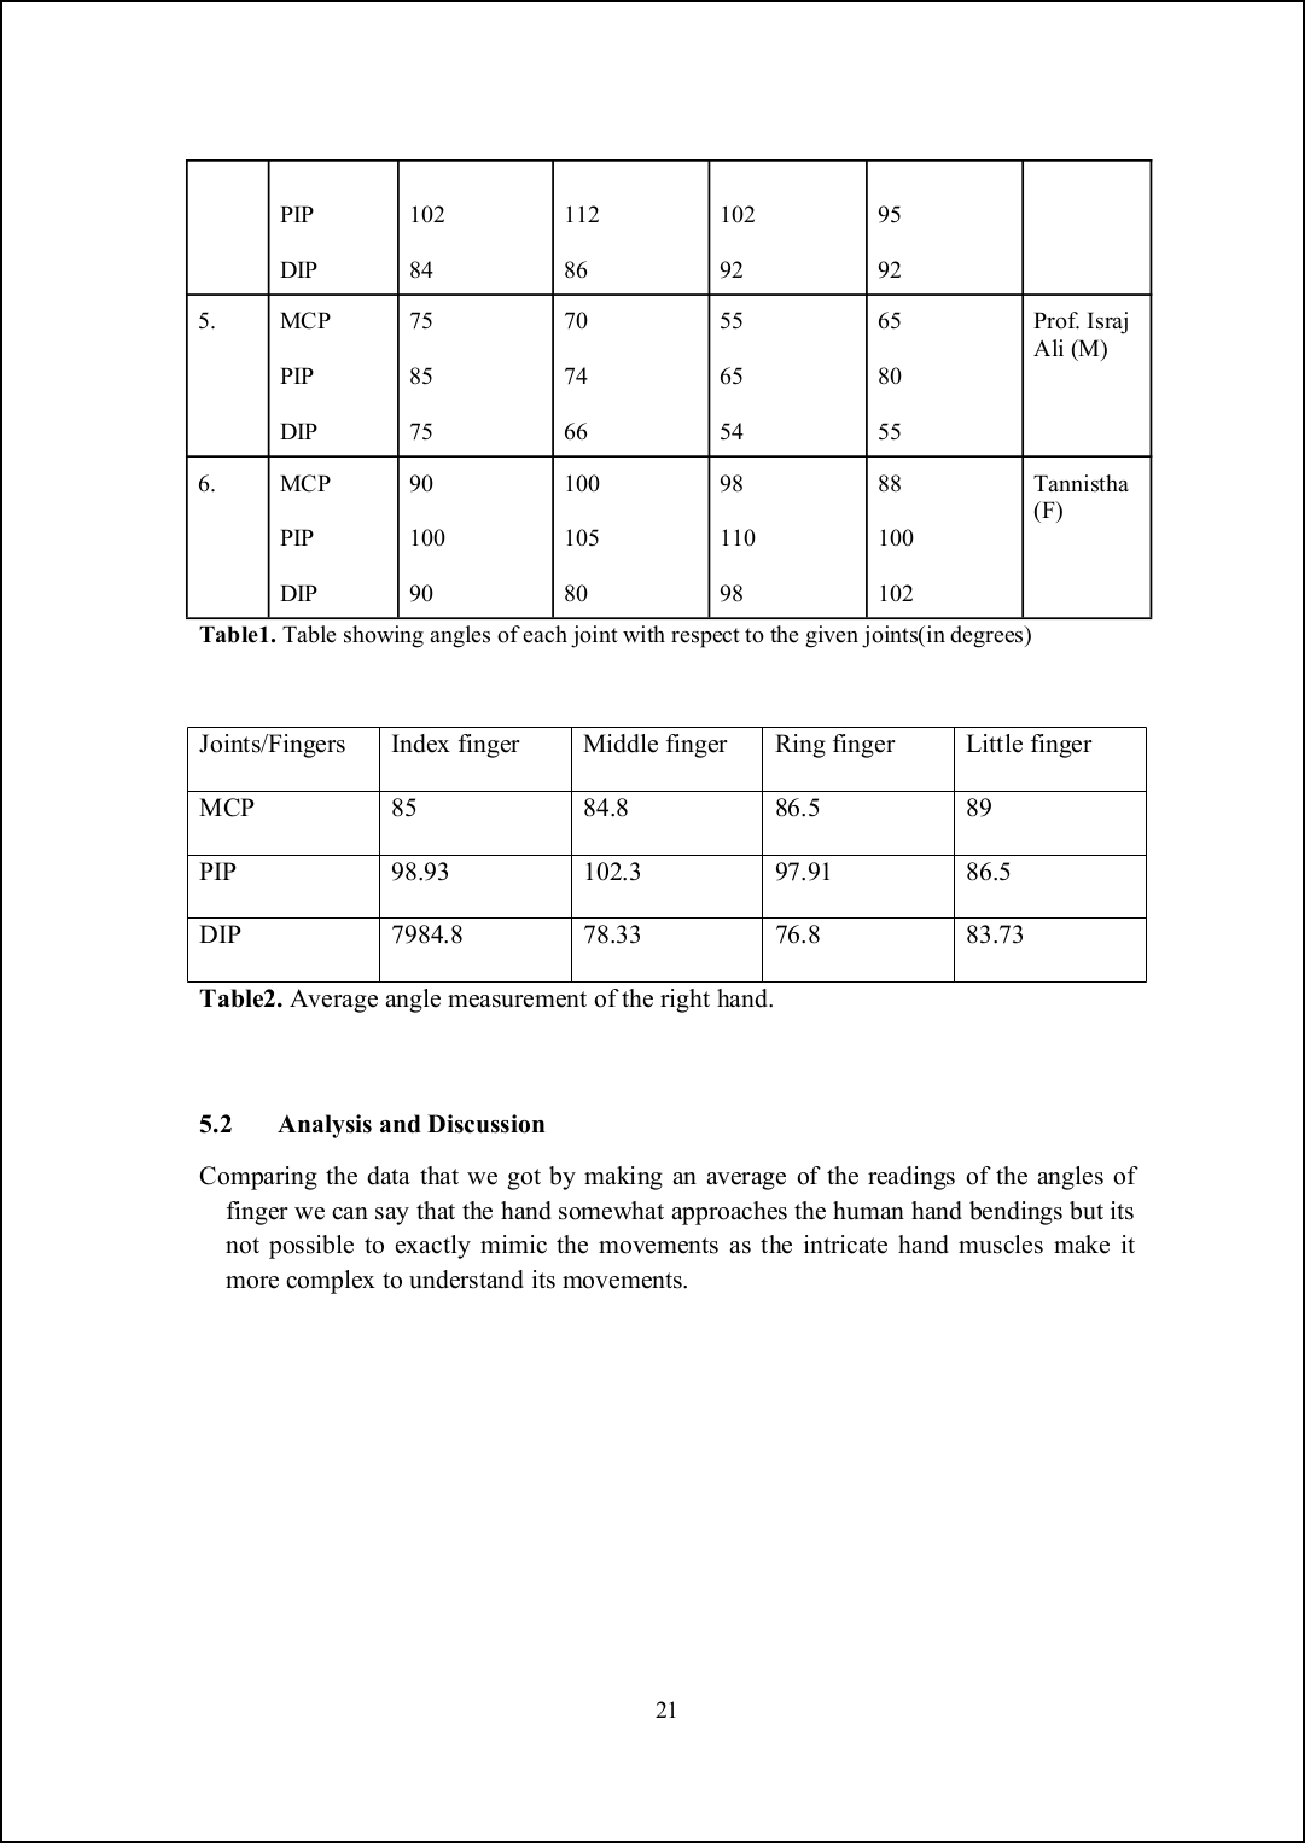 PIP 102 112 102 95
DIP 84 86 92 92
5. MCP 75 70 55 65 Prof. Israj
Ali (M)
PIP 85 74 65 80
DIP 75 66 54 55
6. MCP 90 100 98 88 Tannistha
(F)
PIP 100 105 110 100
DIP 90 80 98 102
Table1. Table showing angles of each joint with respect to the given joints(in degrees)
Joints/Fingers Index finger Middle finger Ring finger Little finger
MCP 85 84.8 86.5 89
PIP 98.93 102.3 97.91 86.5
DIP 7984.8 78.33 76.8 83.73
Table2. Average angle measurement of the right hand.
5.2 Analysis and Discussion
Comparing the data that we got by making an average of the readings of the angles of
finger we can say that the hand somewhat approaches the human hand bendings but its
not possible to exactly mimic the movements as the intricate hand muscles make it
more complex to understand its movements.
21